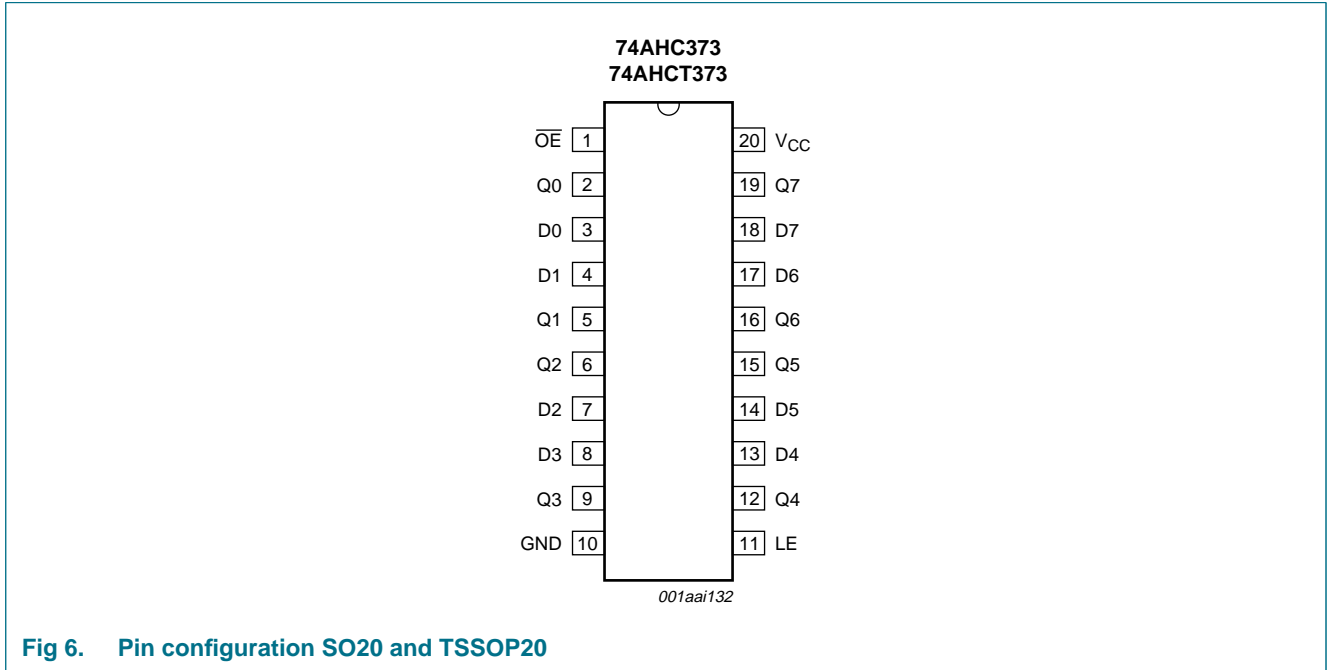 74AHC373
74AHCT373
OE 1 20 VCC
Q0 2 19 Q7
D0 3 18 D7
D1 4 17 D6
Q1 5 16 Q6
Q2 6 15 Q5
D2 7 14 D5
D3 8 13 D4
Q3 9 12 Q4
GND 10 11 LE
001aai132
Fig 6. Pin configuration SO20 and TSSOP20